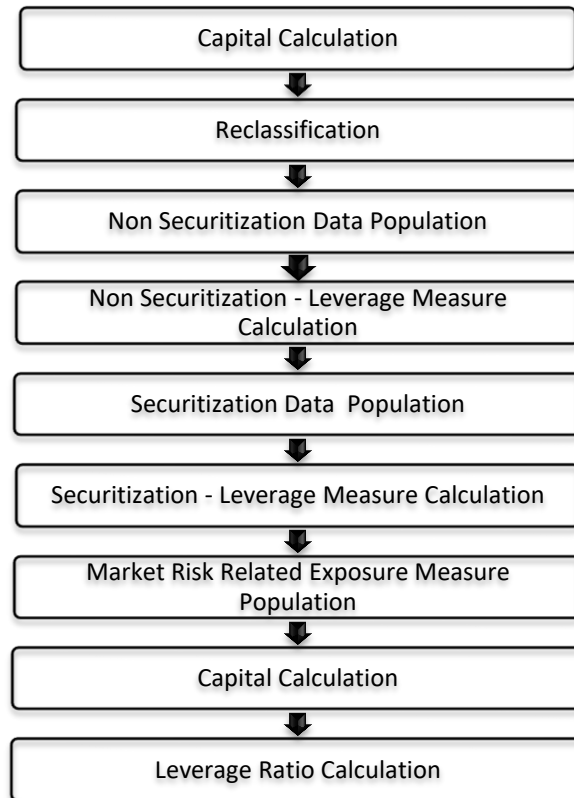 Capital Calculation
Reclassification
Non Securitization Data Population
Non Securitization - Leverage Measure
Calculation
Securitization Data Population
Securitization - Leverage Measure Calculation
Market Risk Related Exposure Measure
Population
Capital Calculation
Leverage Ratio Calculation